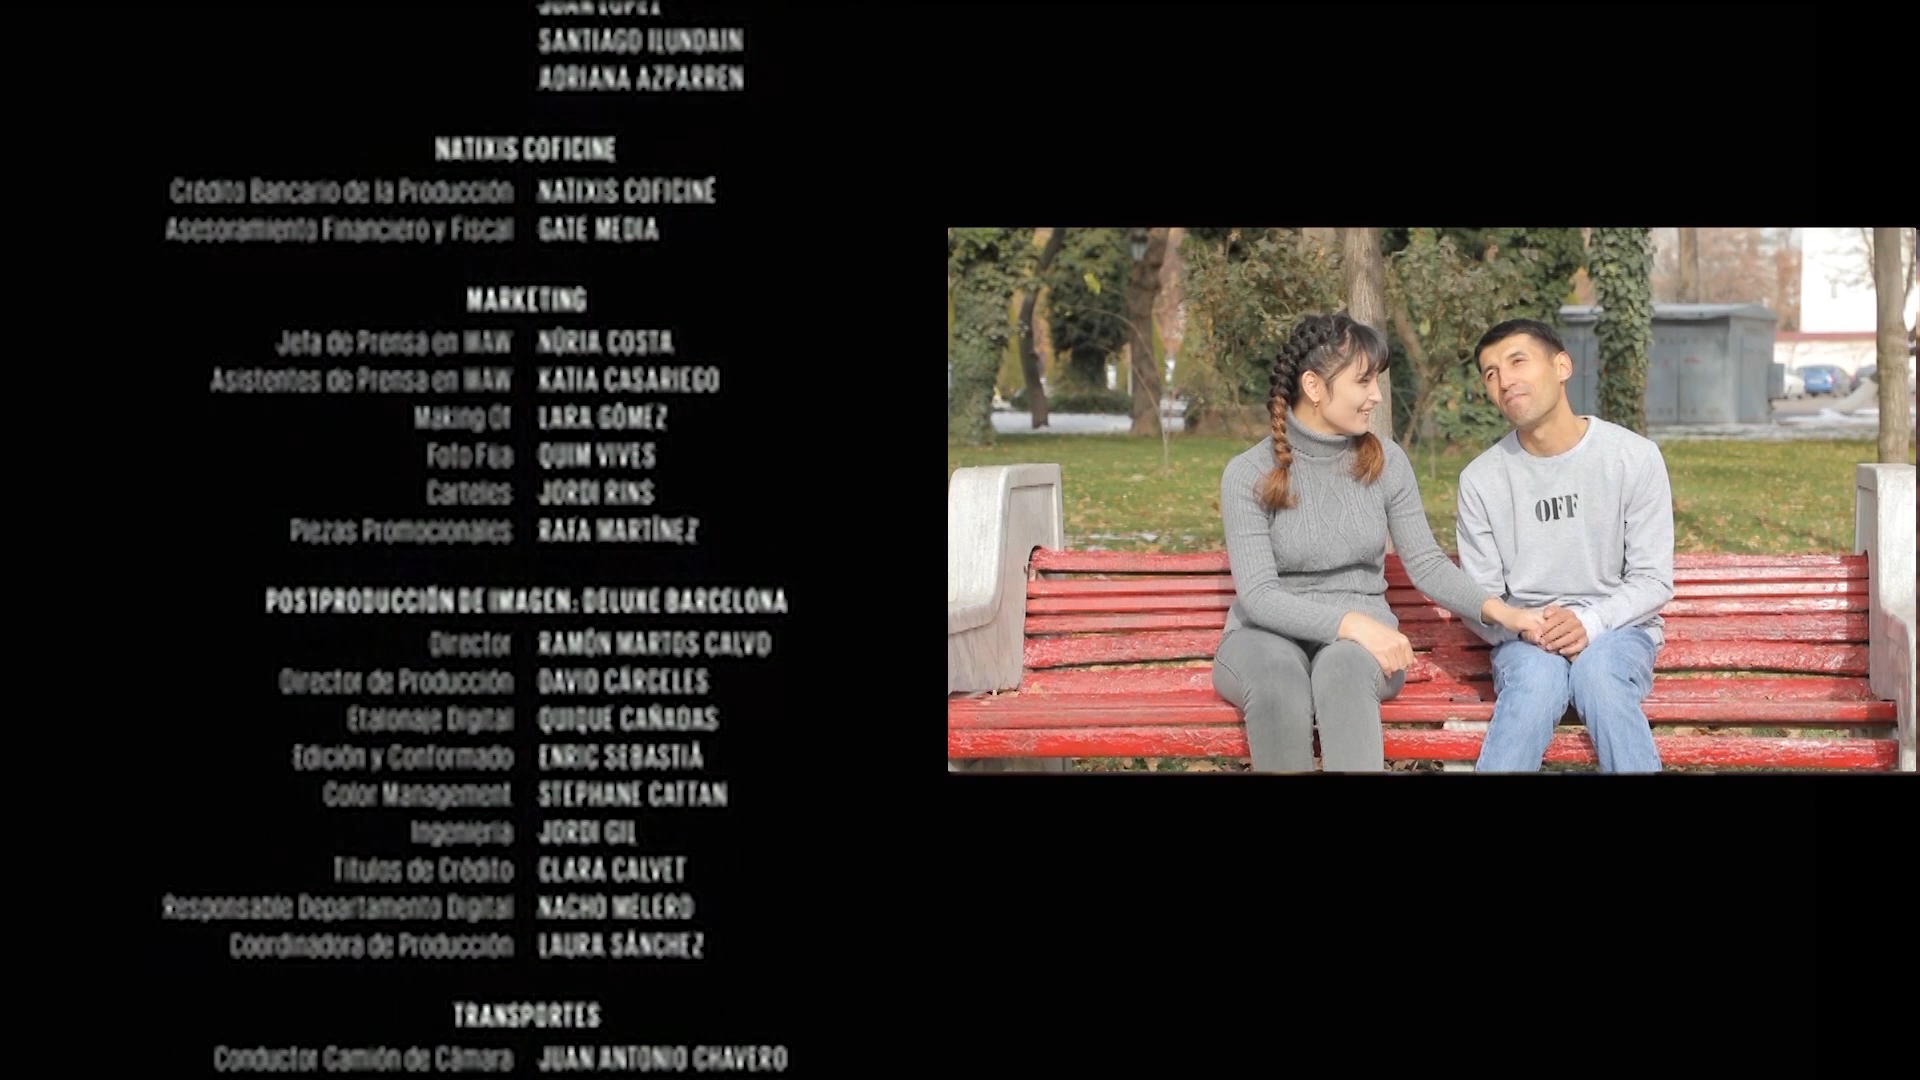 JUAN LÓPEZ
SANTIAGO ILUNDAIN
ADRIANA AZPARREN
NATIXIS COFICINE
Crédito Bancario de la Producción NATIXIS COFICINÉ
Asesoramiento Financiero y Fiscal GATE MEDIA
MARKETING
Jefa de Prensa en MAW NÚRIA COSTA
Asistentes de Prensa en MAW KATIA CASARIEGO
Making Of LARA GÓMEZ
Foto Fija QUIM VIVES
Carteles JORDI RINS
Piezas Promocionales RAFA MARTÍNEZ
POSTPRODUCCIÓN DE IMAGEN: DELUXE BARCELONA
Director RAMÓN MARTOS CALVO
Director de Producción DAVID CÁRCELES
Etalonaje Digital QUIQUE CAÑADAS
Edición y Conformado ENRIC SEBASTIÀ
Color Management STEPHANE CATTAN
Ingeniería JORDI GIL
Títulos de Crédito CLARA CALVET
Responsable Departamento Digital NACHO MELERO
Coordinadora de Producción LAURA SÁNCHEZ
TRANSPORTES
Conductor Camión de Cámara JUAN ANTONIO CHAVERO
OFF